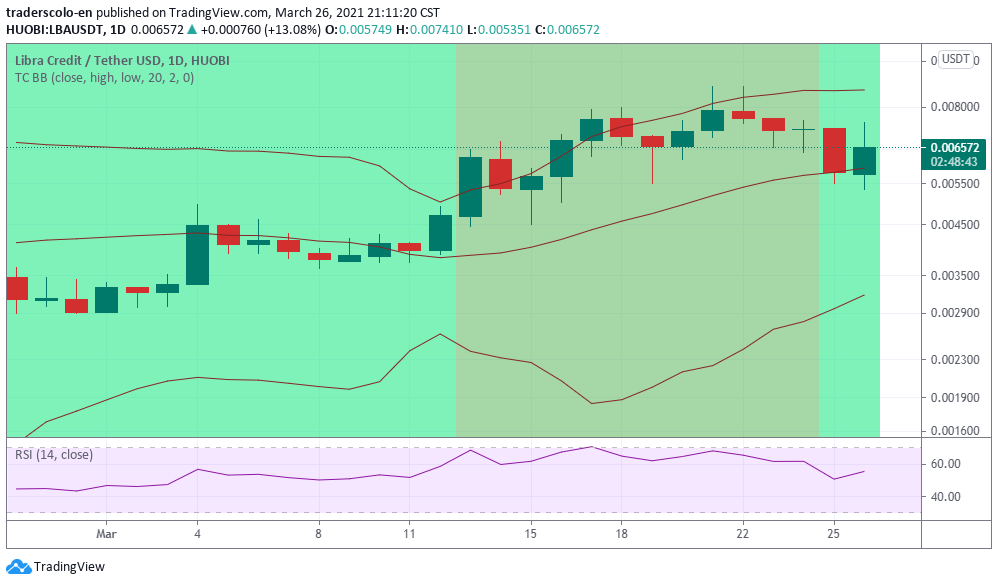 traderscolo-en published on TradingView.com, March 26, 2021 21:11:20 CST
HUOBI:LBAUSDT, 1D 0.006572 ▲ +0.000760 (+13.08%) O:0.005749 H:0.007410 L:0.005351 C:0.006572
Libra Credit / Tether USD, 1D, HUOBI
TC BB (close, high, low, 20, 2, 0)
USDT
0.008000
0.006572
02:48:43
0.005500
0.004500
0.003500
0.002900
0.002300
0.001900
0.001600
RSI (14, close)
60.00
40.00
Mar 4 8 11 15 18 22 25
TradingView